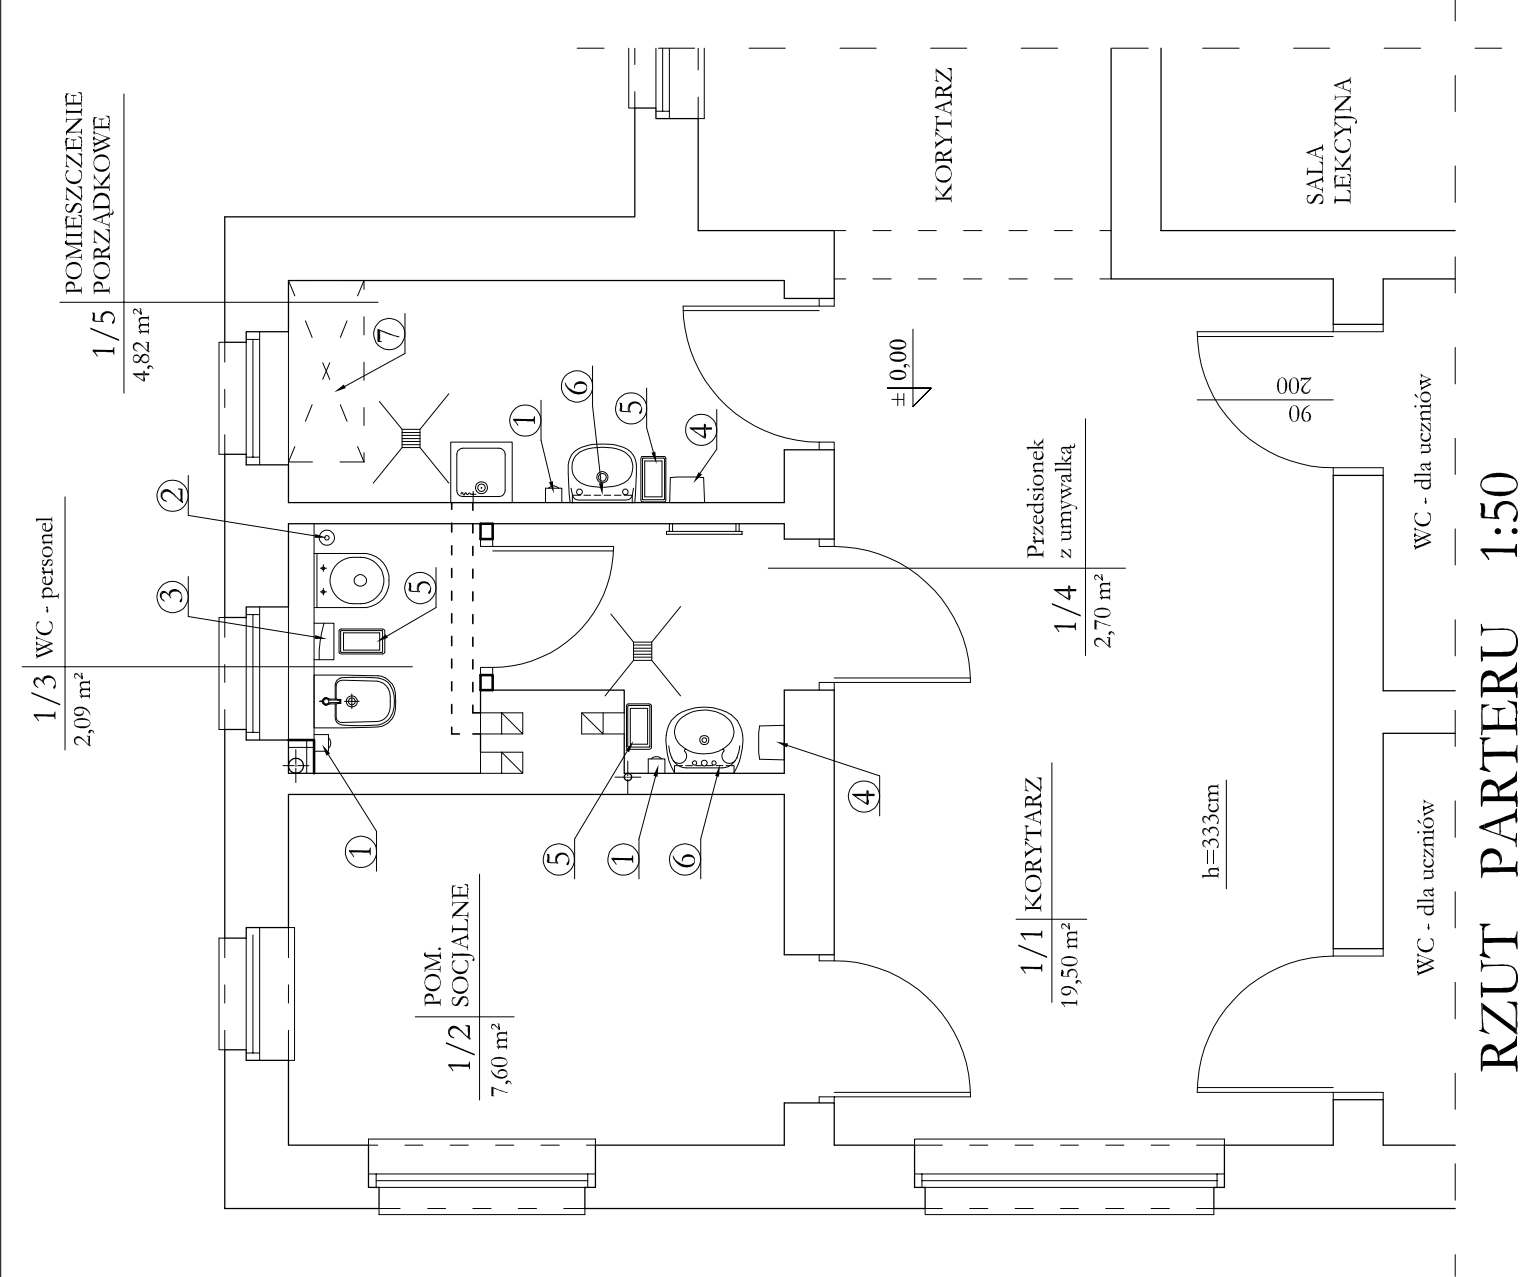 1/3 WC - personel
2,09 m²
1/5 POMIESZCZENIE
PORZĄDKOWE
4,82 m²
2
3
7
1
6
5
4
5
1
5
1
6
4
1/2 POM.
SOCJALNE
7,60 m²
KORYTARZ
±0,00
1/4 Przedsionek
z umywalką
2,70 m²
1/1 KORYTARZ
19,50 m²
h=333cm
90
200
SALA
LEKCYJNA
WC - dla uczniów
WC - dla uczniów
RZUT PARTERU 1:50